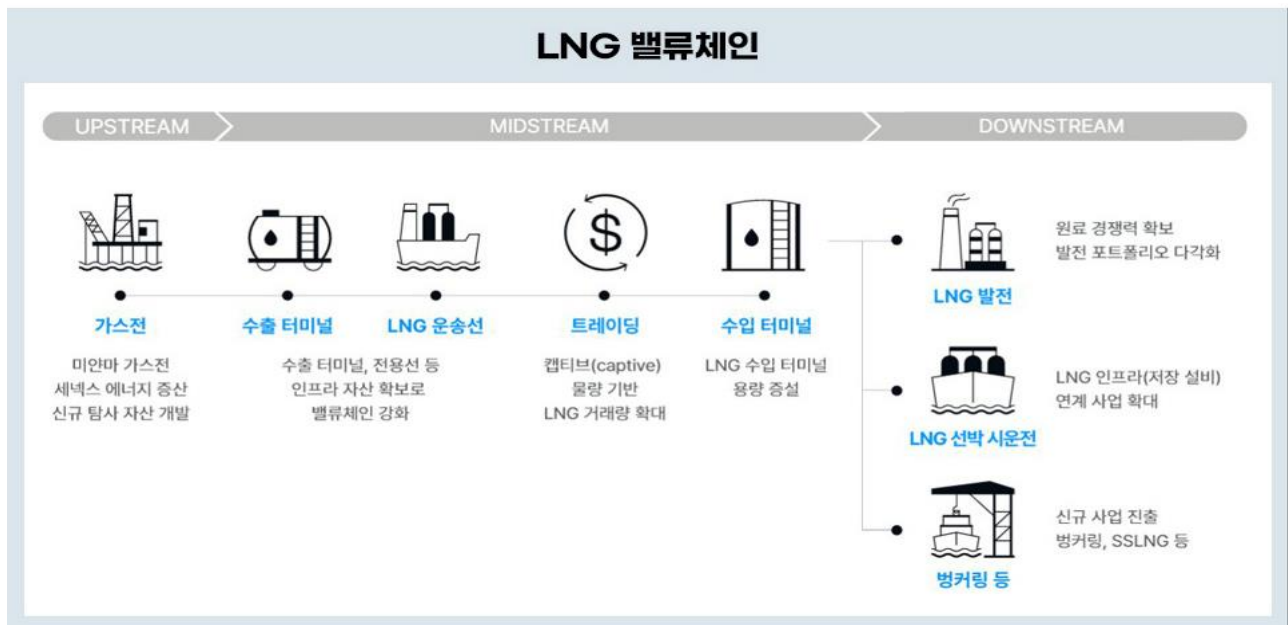 LNG 밸류체인
UPSTREAM
MIDSTREAM
DOWNSTREAM
가스전
미얀마 가스전
세넥스 에너지 증산
신규 탐사 자산 개발
수출 터미널
LNG 운송선
수출 터미널, 전용선 등
인프라 자산 확보로
밸류체인 강화
$
트레이딩
캡티브(captive)
물량 기반
LNG 거래량 확대
수입 터미널
LNG 수입 터미널
용량 증설
LNG 발전
원료 경쟁력 확보
발전 포트폴리오 다각화
LNG 선박 시운전
LNG 인프라(저장 설비)
연계 사업 확대
벙커링 등
신규 사업 진출
벙커링, SSLNG 등